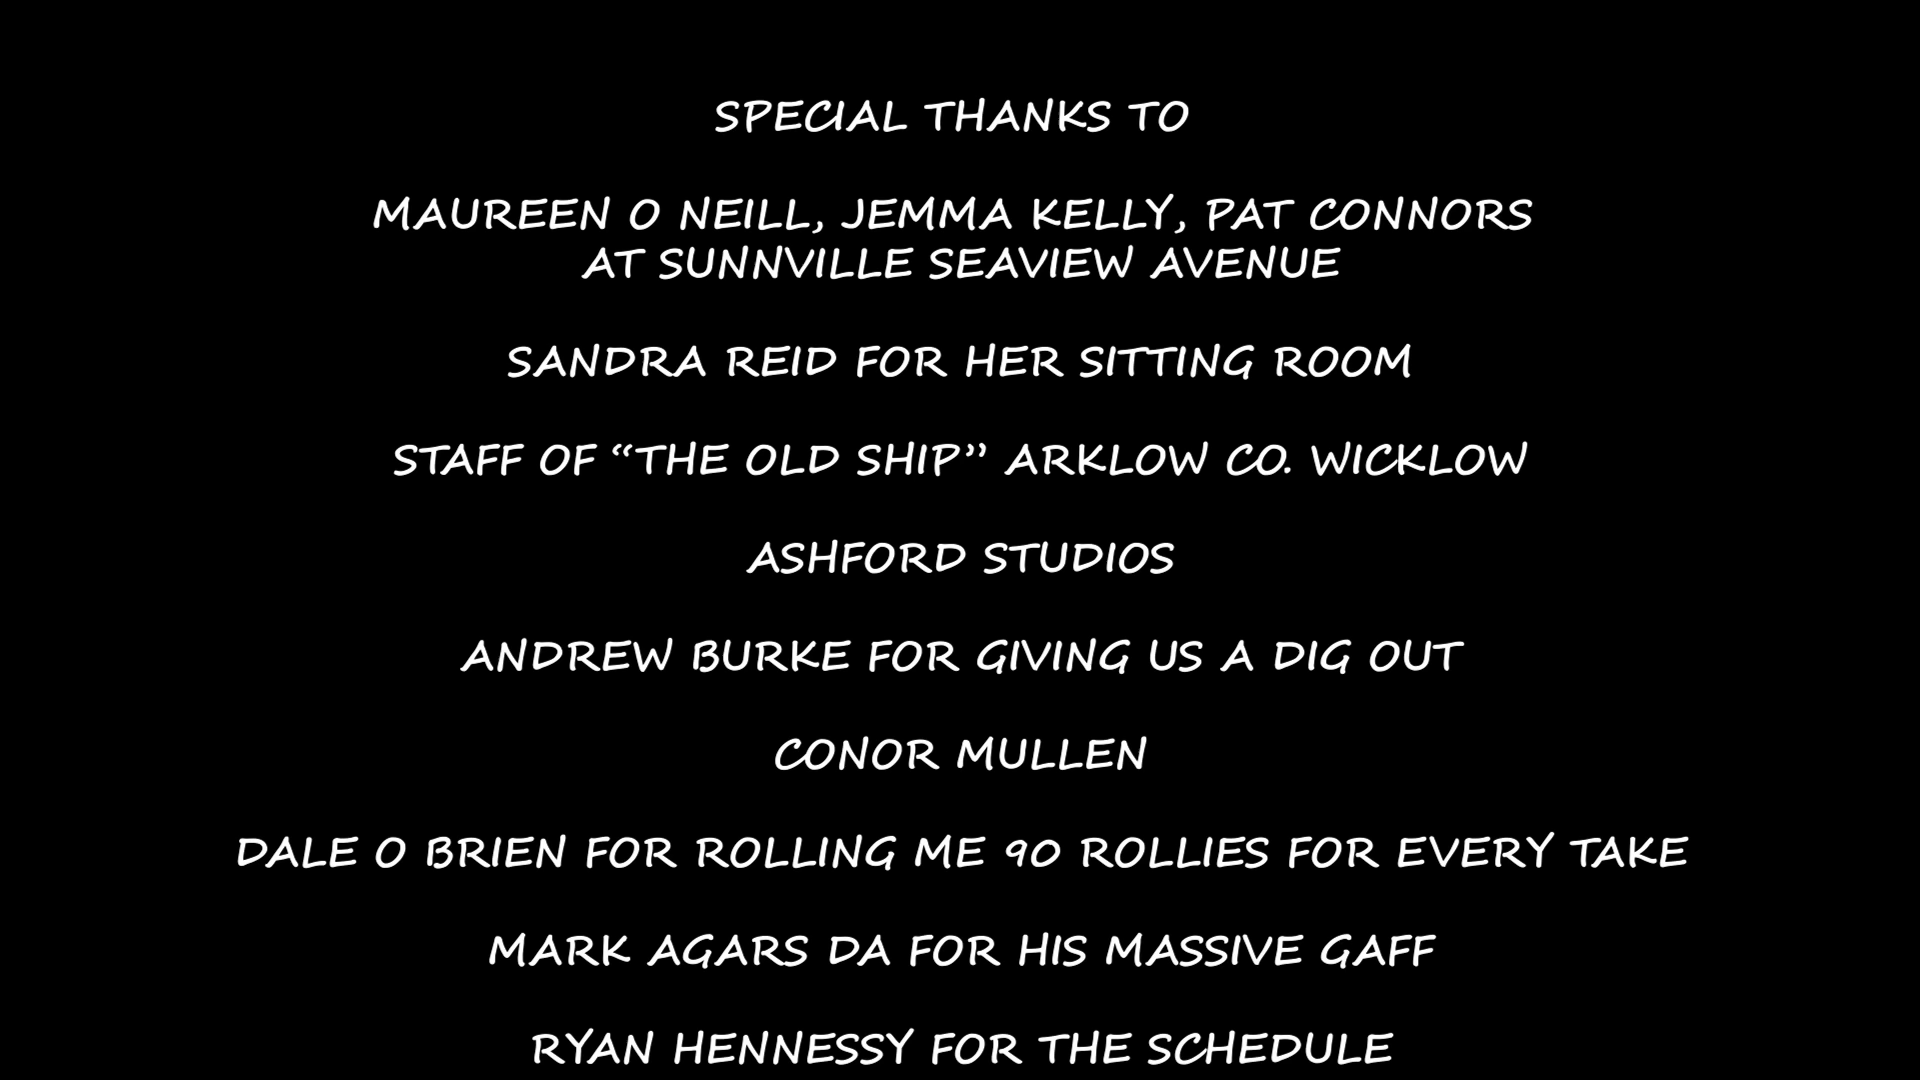 SPECIAL THANKS TO
MAUREEN O NEILL, JEMMA KELLY, PAT CONNORS
AT SUNNVILLE SEAVIEW AVENUE
SANDRA REID FOR HER SITTING ROOM
STAFF OF “THE OLD SHIP” ARKLOW CO. WICKLOW
ASHFORD STUDIOS
ANDREW BURKE FOR GIVING US A DIG OUT
CONOR MULLEN
DALE O BRIEN FOR ROLLING ME 90 ROLLIES FOR EVERY TAKE
MARK AGARS DA FOR HIS MASSIVE GAFF
RYAN HENNESSY FOR THE SCHEDULE